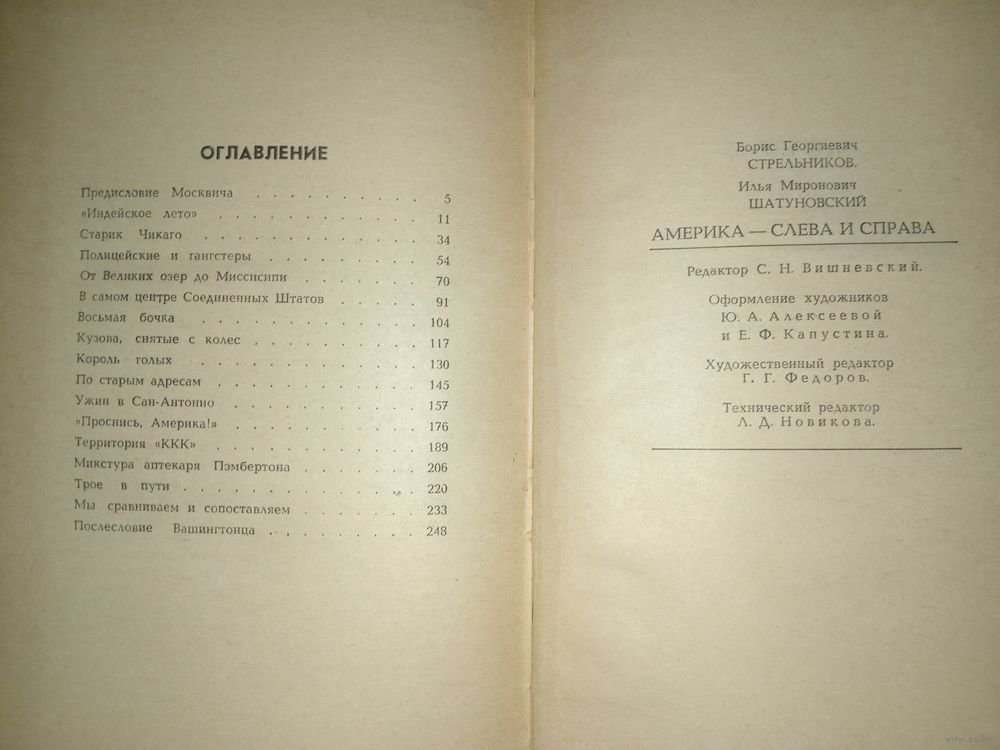 ОГЛАВЛЕНИЕ
Предисловие Москвича . . . . . . . . . 5
«Индейское лето» . . . . . . . . . . . 11
Старик Чикаго . . . . . . . . . . . . 34
Полицейские и гангстеры . . . . . . . . 54
От Великих озер до Миссисипи . . . . . . 70
В самом центре Соединенных Штатов . . . . 91
Восьмая бочка . . . . . . . . . . . . 104
Кузова, снятые с колес . . . . . . . . . 117
Король голых . . . . . . . . . . . . 130
По старым адресам . . . . . . . . . . . 145
Ужин в Сан-Антонио . . . . . . . . . . 157
«Проснись, Америка!» . . . . . . . . . . 176
Территория «ККК» . . . . . . . . . . . 189
Микстура аптекаря Пэмбертона . . . . . . 206
Трое в пути . . . . . . . . . . . . . 220
Мы сравниваем и сопоставляем . . . . . . 233
Послесловие Вашингтонца . . . . . . . . 248
Борис Георгиевич
СТРЕЛЬНИКОВ,
Илья Миронович
ШАТУНОВСКИЙ
АМЕРИКА — СЛЕВА И СПРАВА
Редактор С. Н. Вишневский.
Оформление художников
Ю. А. Алексеевой
и Е. Ф. Капустина.
Художественный редактор
Г. Г. Федоров.
Технический редактор
Л. Д. Новикова.